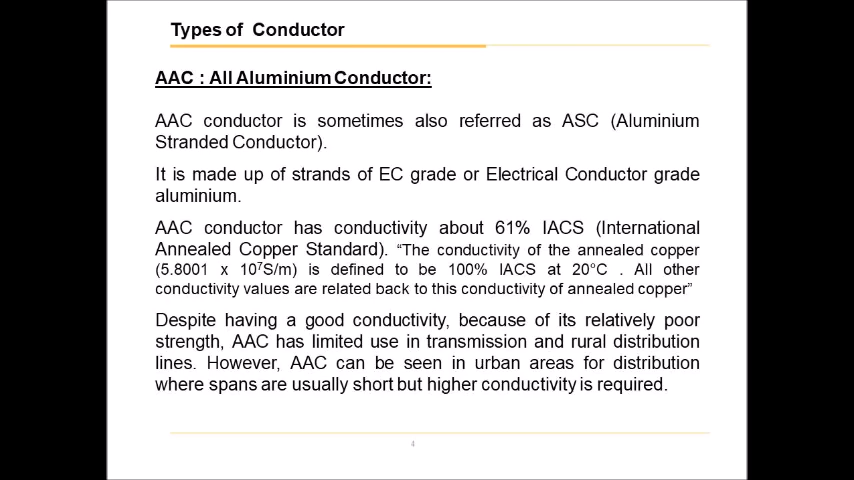 Types of Conductor
AAC : All Aluminium Conductor:
AAC conductor is sometimes also referred as ASC (Aluminium
Stranded Conductor).
It is made up of strands of EC grade or Electrical Conductor grade
aluminium.
AAC conductor has conductivity about 61% IACS (International
Annealed Copper Standard). “The conductivity of the annealed copper
(5.8001 x 10⁷S/m) is defined to be 100% IACS at 20°C . All other
conductivity values are related back to this conductivity of annealed copper”
Despite having a good conductivity, because of its relatively poor
strength, AAC has limited use in transmission and rural distribution
lines. However, AAC can be seen in urban areas for distribution
where spans are usually short but higher conductivity is required.
4